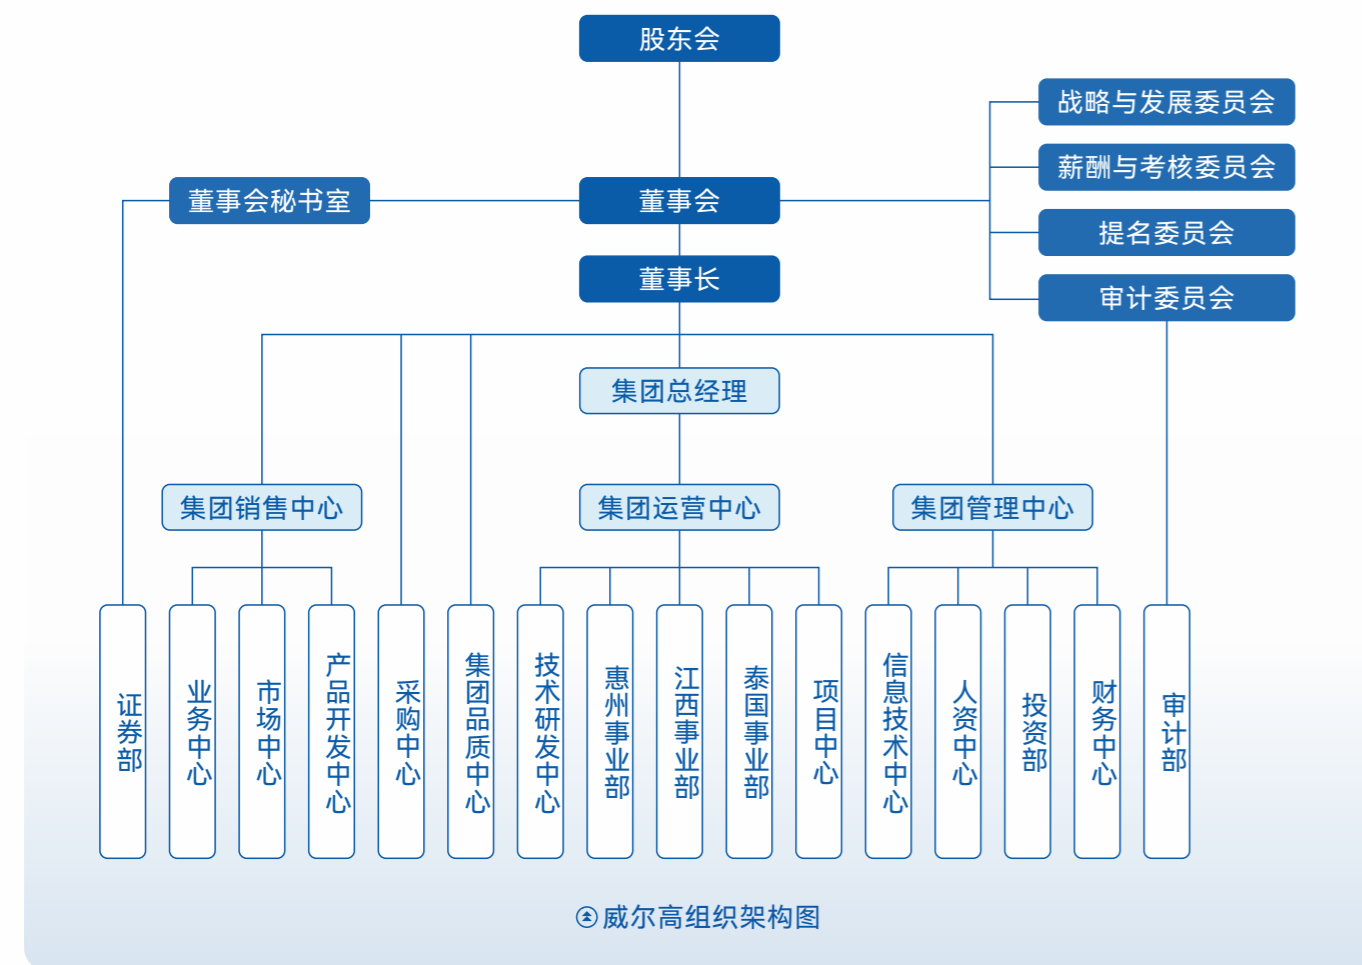 股东会
战略与发展委员会
薪酬与考核委员会
董事会秘书室
董事会
提名委员会
董事长
审计委员会
集团总经理
集团销售中心
集团运营中心
集团管理中心
证券部
业务中心
市场中心
产品开发中心
采购中心
集团品质中心
技术研发中心
惠州事业部
江西事业部
泰国事业部
项目中心
信息技术中心
人资中心
投资部
财务中心
审计部
威尔高组织架构图